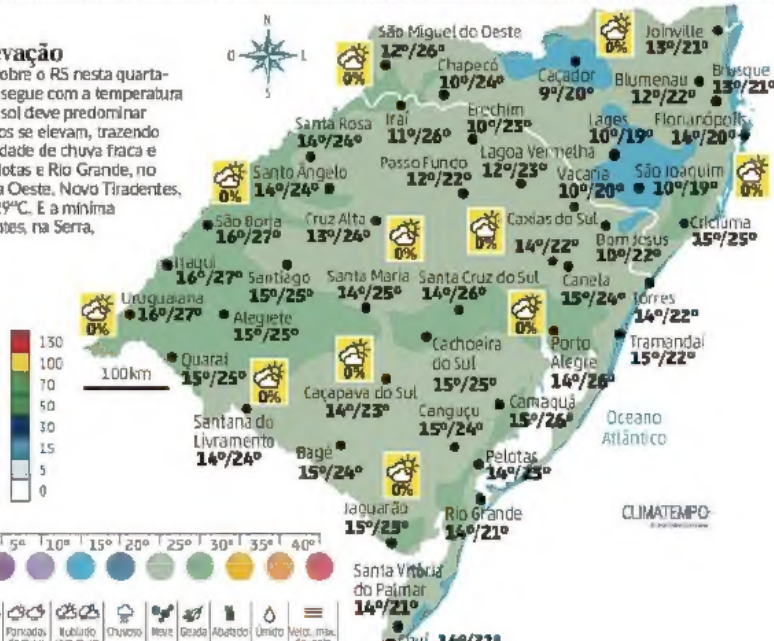 vação
obre o RS nesta quarta-
segue com a temperatura
sol deve predominar
os se elevam, trazendo
dade de chuva fraca e
lotas e Rio Grande, no
a Oeste. Novo Tiradentes,
29°C. E a mínima
ntes, na Serra,
N
O
L
S
São Miguel do Oeste
12°/26°
0%
Chapecó
10°/24°
Caçador
9°/20°
0%
Joinville
13°/21°
Blumenau
12°/22°
Brusque
13°/21°
Florianópolis
14°/20°
0%
Iraí
11°/26°
Erechim
10°/23°
Lages
10°/19°
Santa Rosa
14°/24°
Lagoa Vermelha
12°/23°
Passo Fundo
12°/22°
Vacaria
10°/20°
São Joaquim
10°/19°
Santo Ângelo
14°/24°
0%
São Borja
16°/27°
Cruz Alta
13°/24°
0%
0%
Caxias do Sul
14°/22°
Bom Jesus
10°/22°
Criciúma
15°/25°
Itaqui
16°/27°
Santiago
15°/25°
Santa Maria
14°/25°
Santa Cruz do Sul
14°/26°
Canela
15°/24°
Torres
14°/22°
Uruguaiana
16°/27°
0%
Alegrete
15°/25°
0%
Porto
Alegre
14°/26°
Tramandaí
15°/22°
Quaraí
15°/25°
0%
0%
Cachoeira
do Sul
15°/25°
Caçapava do Sul
14°/23°
Camaquã
15°/26°
Canguçu
15°/24°
Santana do
Livramento
14°/24°
Bagé
15°/24°
0%
Pelotas
14°/23°
Oceano
Atlântico
Jaguarão
15°/23°
Rio Grande
14°/21°
CLIMATEMPO
Santa Vitória
do Palmar
14°/21°
Chuí
100km
130
100
70
50
30
15
5
0
5° 10° 15° 20° 25° 30° 35° 40°
Pancadas
Nublado
Chuvoso
Neve
Geada
Abafado
Úmido